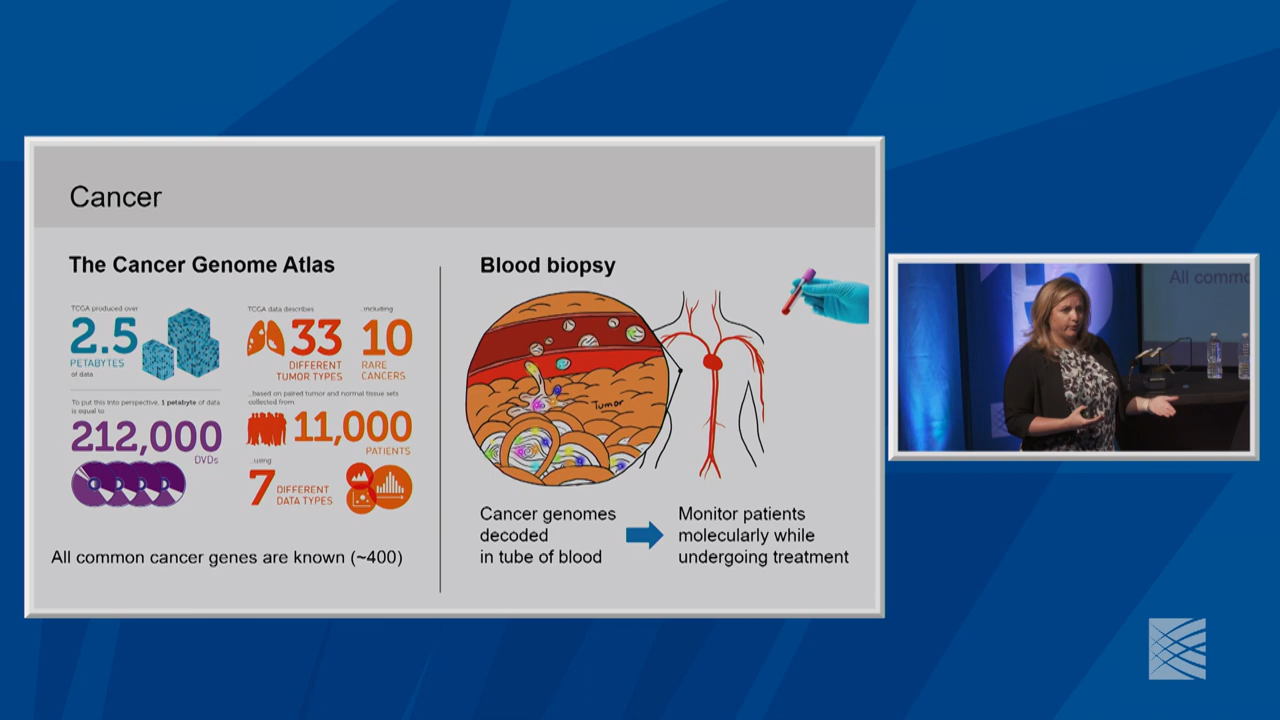 Cancer
The Cancer Genome Atlas
TCGA produced over
2.5
PETABYTES
of data
To put this into perspective, 1 petabyte of data
is equal to
212,000
DVDs
TCGA data describes
33
DIFFERENT
TUMOR TYPES
...including
10
RARE
CANCERS
...based on paired tumor and normal tissue sets
collected from
11,000
PATIENTS
...using
7
DIFFERENT
DATA TYPES
All common cancer genes are known (~400)
Blood biopsy
Tumor
Cancer genomes
decoded
in tube of blood
Monitor patients
molecularly while
undergoing treatment
All commo